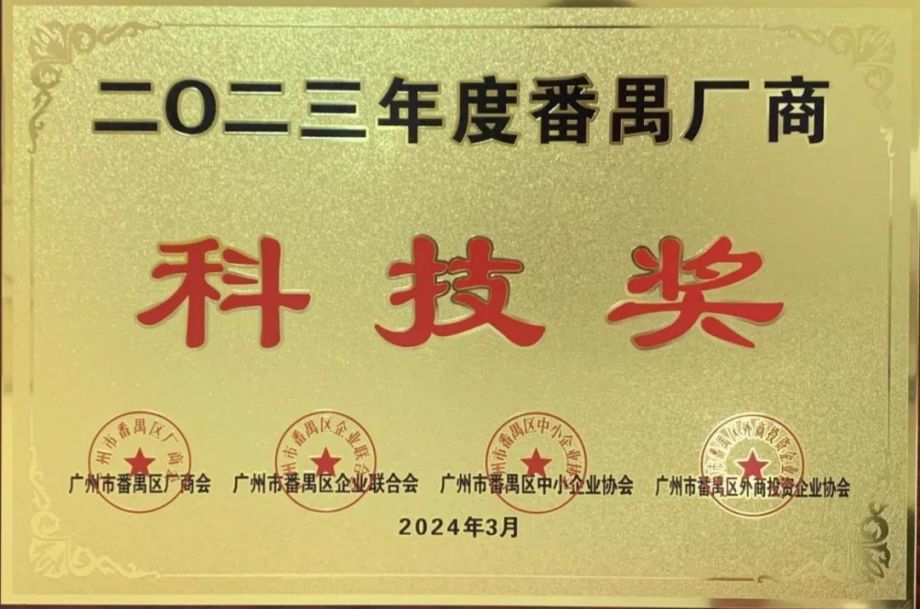 二〇二三年度番禺厂商
科技奖
广州市番禺区厂商会 广州市番禺区企业联合会 广州市番禺区中小企业协会 广州市番禺区外商投资企业协会
2024年3月